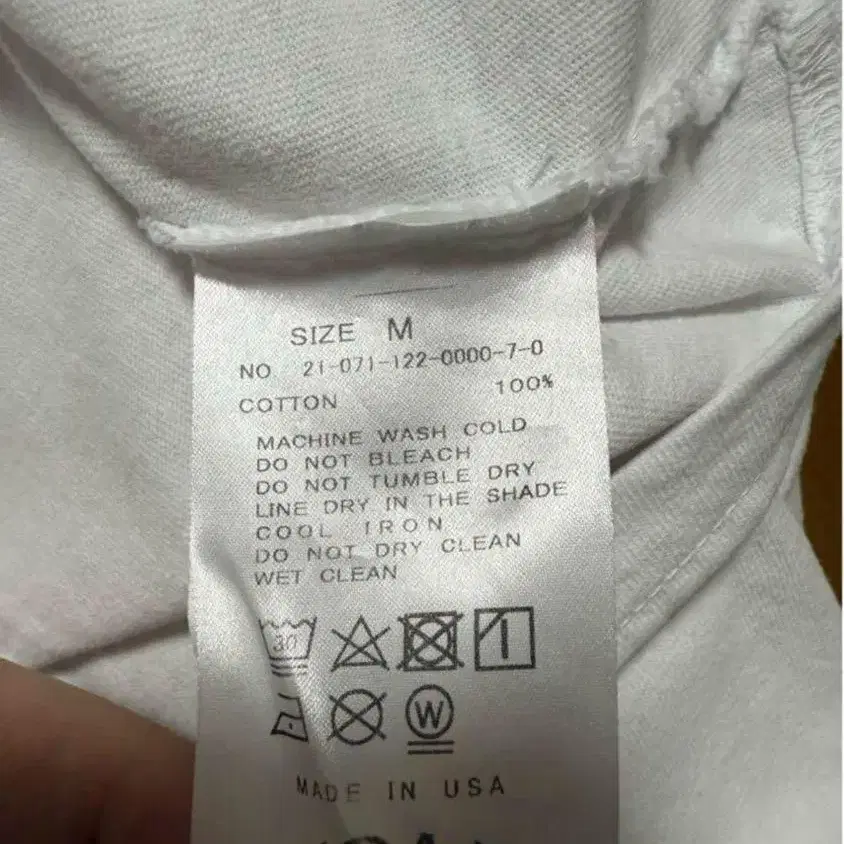 SIZE M
NO 21-071-122-0000-7-0
COTTON 100%
MACHINE WASH COLD
DO NOT BLEACH
DO NOT TUMBLE DRY
LINE DRY IN THE SHADE
COOL IRON
DO NOT DRY CLEAN
WET CLEAN
30
W
MADE IN USA